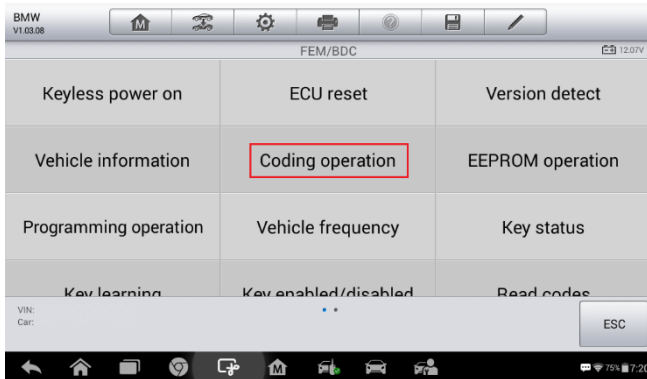 BMW
V1.03.08
FEM/BDC
12.07V
Keyless power on
ECU reset
Version detect
Vehicle information
Coding operation
EEPROM operation
Programming operation
Vehicle frequency
Key status
Key learning
Key enabled/disabled
Read codes
VIN:
Car:
ESC
75% 7:20